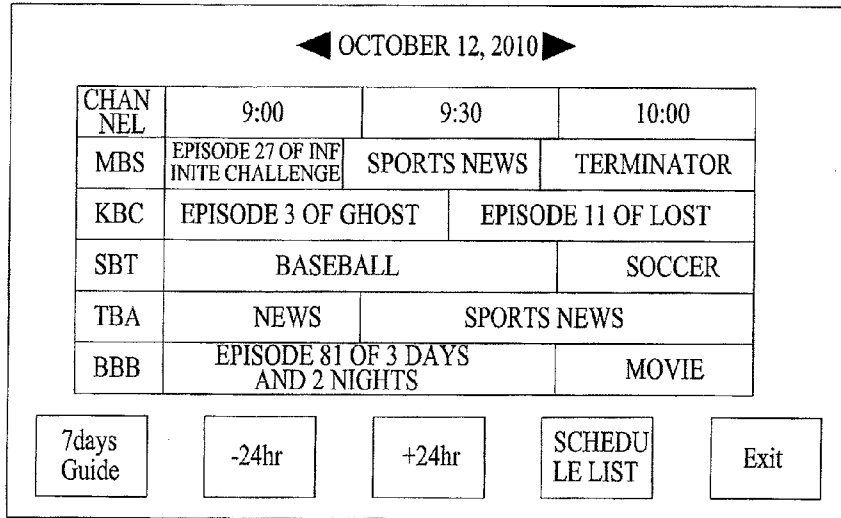 ◀ OCTOBER 12, 2010 ▶
CHAN
NEL
9:00
9:30
10:00
MBS
EPISODE 27 OF INF
INITE CHALLENGE
SPORTS NEWS
TERMINATOR
KBC
EPISODE 3 OF GHOST
EPISODE 11 OF LOST
SBT
BASEBALL
SOCCER
TBA
NEWS
SPORTS NEWS
BBB
EPISODE 81 OF 3 DAYS
AND 2 NIGHTS
MOVIE
7days
Guide
-24hr
+24hr
SCHEDU
LE LIST
Exit